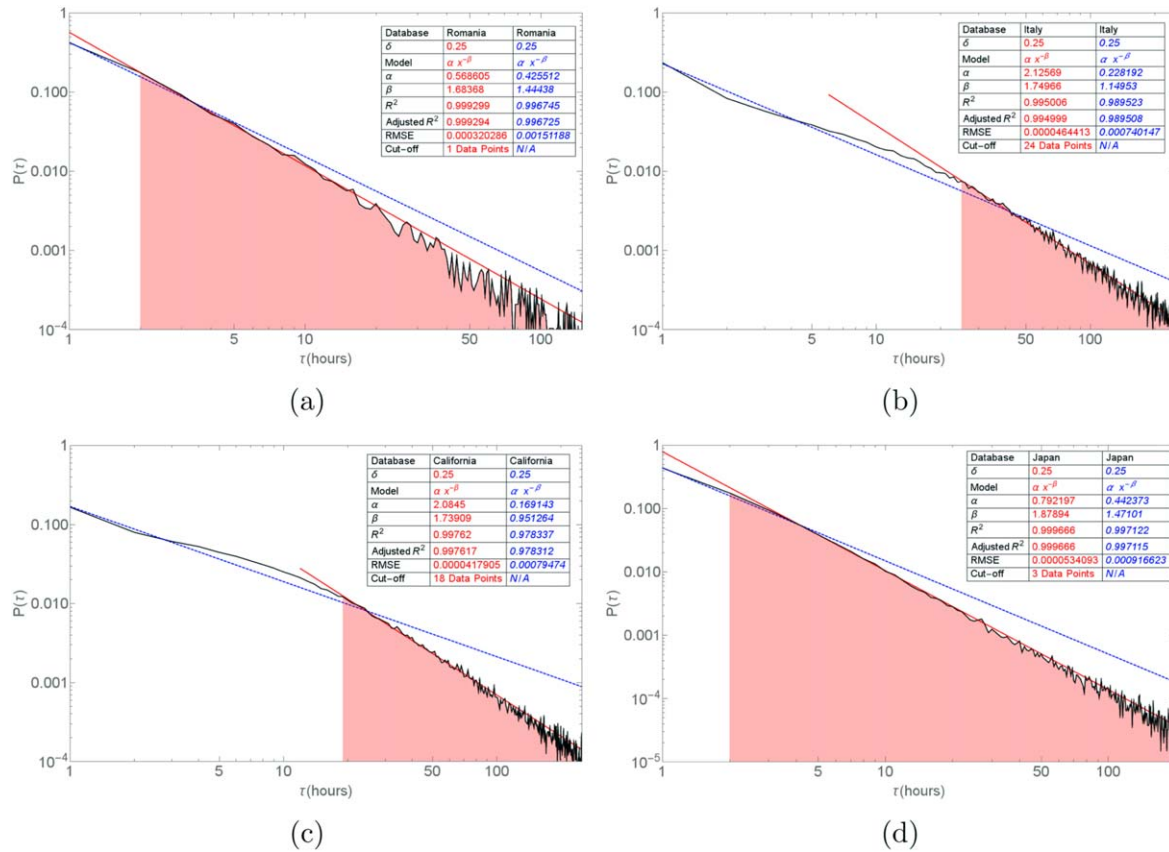 Database Romania Romania
δ 0.25 0.25
Model α x^-β α x^-β
α 0.568605 0.425512
β 1.68368 1.44438
R² 0.999299 0.996745
Adjusted R² 0.999294 0.996725
RMSE 0.000320286 0.00151188
Cut-off 1 Data Points N/A
1
0.100
0.010
0.001
10⁻⁴
P(τ)
1 5 10 50 100
τ(hours)
(a)
Database Italy Italy
δ 0.25 0.25
Model α x^-β α x^-β
α 2.12569 0.228192
β 1.74966 1.14953
R² 0.995006 0.989523
Adjusted R² 0.994999 0.989508
RMSE 0.0000464413 0.000740147
Cut-off 24 Data Points N/A
1
0.100
0.010
0.001
10⁻⁴
P(τ)
1 5 10 50 100
τ(hours)
(b)
Database California California
δ 0.25 0.25
Model α x^-β α x^-β
α 2.0845 0.169143
β 1.73909 0.951264
R² 0.99762 0.978337
Adjusted R² 0.997617 0.978312
RMSE 0.0000417905 0.00079474
Cut-off 18 Data Points N/A
1
0.100
0.010
0.001
10⁻⁴
P(τ)
1 5 10 50 100
τ(hours)
(c)
Database Japan Japan
δ 0.25 0.25
Model α x^-β α x^-β
α 0.792197 0.442373
β 1.87894 1.47101
R² 0.999666 0.997122
Adjusted R² 0.999666 0.997115
RMSE 0.0000534093 0.000916623
Cut-off 3 Data Points N/A
1
0.100
0.010
0.001
10⁻⁴
10⁻⁵
P(τ)
1 5 10 50 100
τ(hours)
(d)